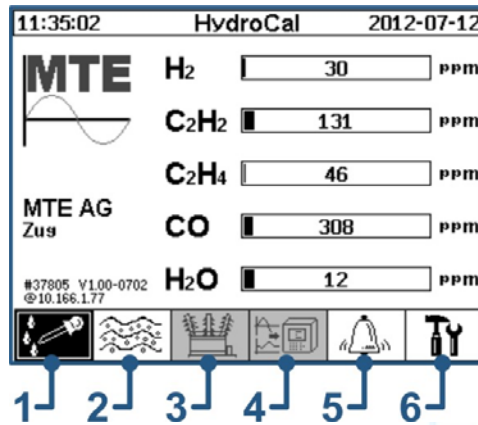 11:35:02 HydroCal 2012-07-12
MTE
H₂ 30 ppm
C₂H₂ 131 ppm
C₂H₄ 46 ppm
MTE AG
Zug
CO 308 ppm
#37805 V1.00-0702
@10.166.1.77
H₂O 12 ppm
1 2 3 4 5 6